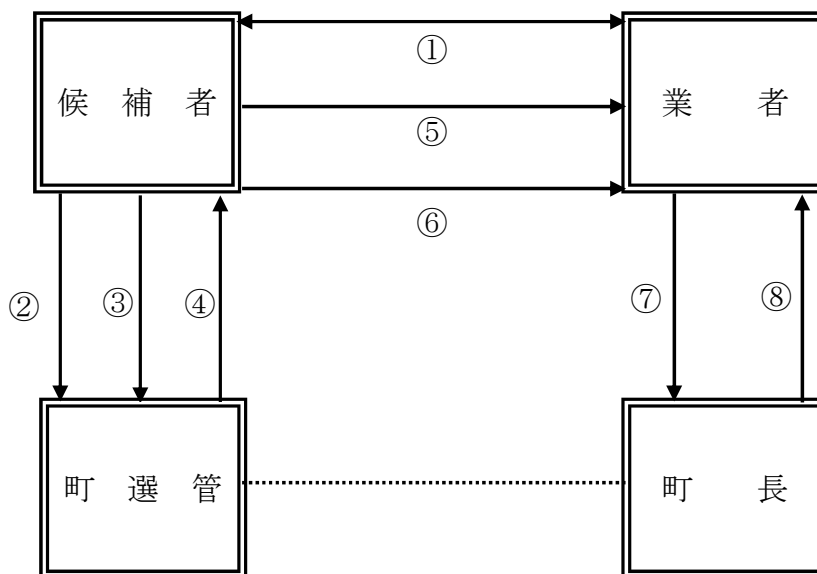 ①
候 補 者
業 者
⑤
⑥
②
③
④
⑦
⑧
町 選 管
町 長